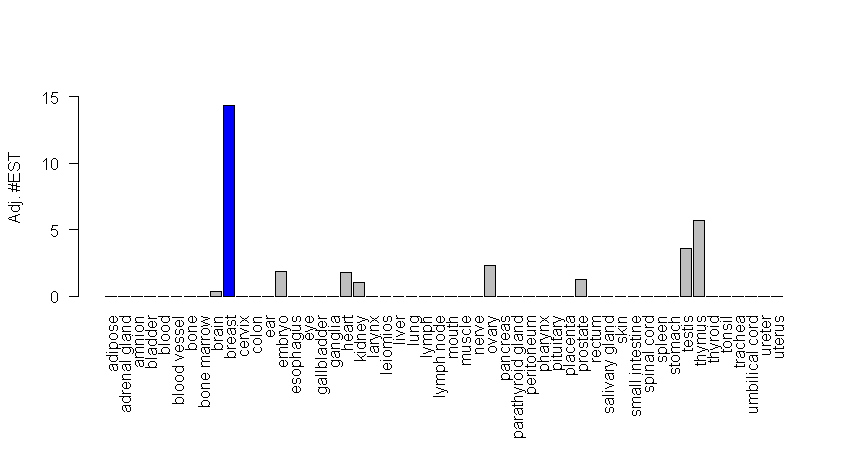 Adj. #EST
15
10
5
0
adipose
adrenal gland
amnion
bladder
blood
blood vessel
bone
bone marrow
brain
breast
cervix
colon
ear
embryo
esophagus
eye
gallbladder
ganglia
heart
kidney
larynx
leiomios
liver
lung
lymph
lymph node
mouth
muscle
nerve
ovary
pancreas
parathyroid gland
peritoneum
pharynx
pituitary
placenta
prostate
rectum
salivary gland
skin
small intestine
spinal cord
spleen
stomach
testis
thymus
thyroid
tonsil
trachea
umbilical cord
ureter
uterus